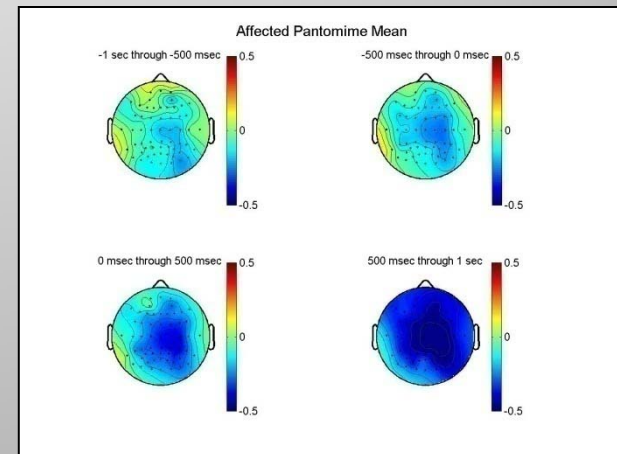 Affected Pantomime Mean
-1 sec through -500 msec
0.5
0
-0.5
-500 msec through 0 msec
0.5
0
-0.5
0 msec through 500 msec
0.5
0
-0.5
500 msec through 1 sec
0.5
0
-0.5